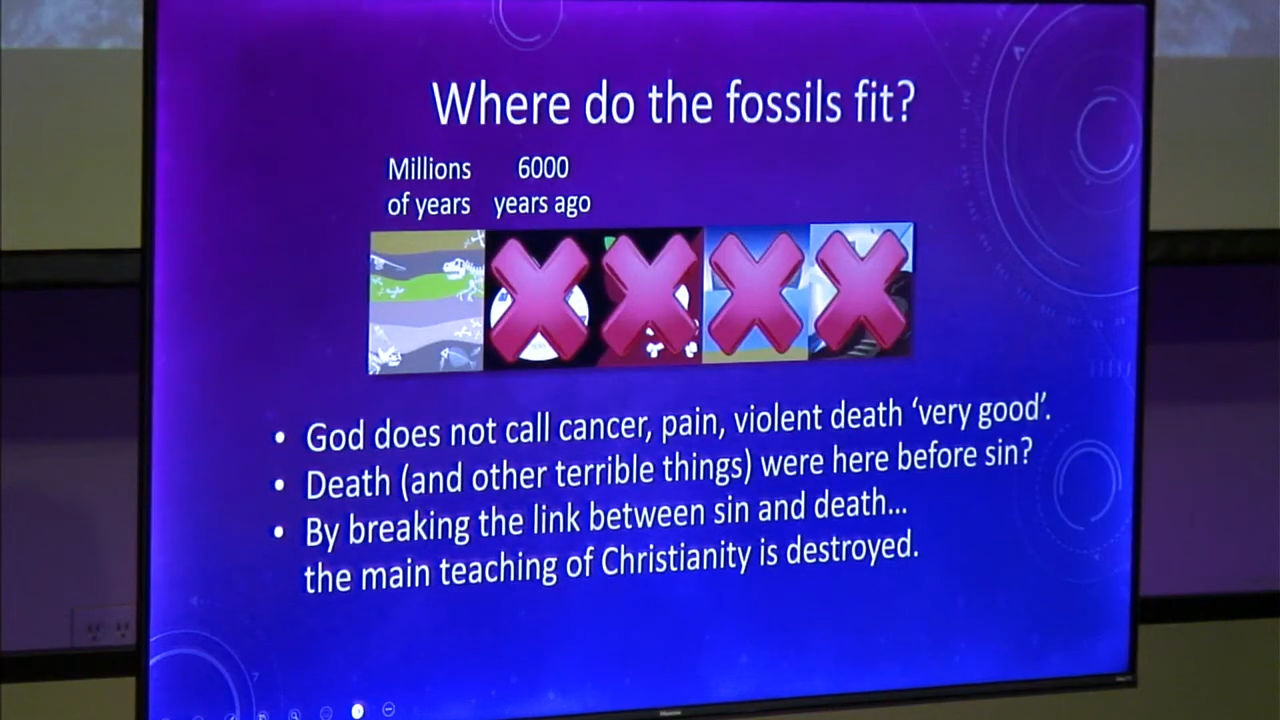 Where do the fossils fit?
Millions 6000
of years years ago
• God does not call cancer, pain, violent death ‘very good’.
• Death (and other terrible things) were here before sin?
• By breaking the link between sin and death...
the main teaching of Christianity is destroyed.